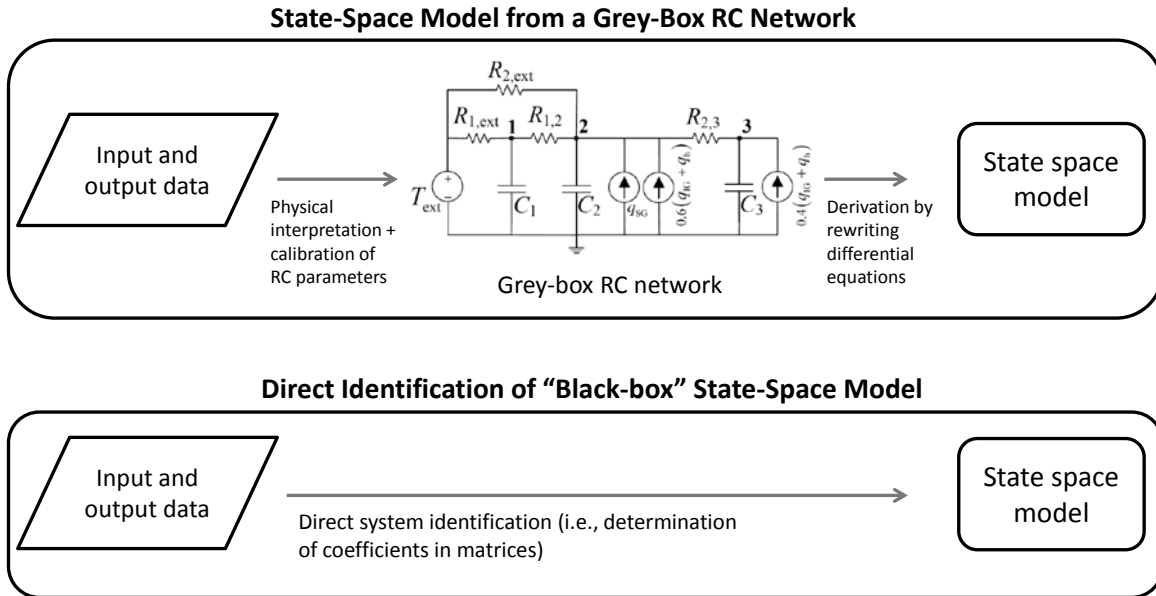 State-Space Model from a Grey-Box RC Network
Input and
output data
Physical
interpretation +
calibration of
RC parameters
R2,ext
R1,ext
1
R1,2
2
R2,3
3
+
−
Text
C1
C2
qSG
0.6(qIG + qh)
C3
0.4(qIG + qh)
Grey-box RC network
Derivation by
rewriting
differential
equations
State space
model
Direct Identification of “Black-box” State-Space Model
Input and
output data
Direct system identification (i.e., determination
of coefficients in matrices)
State space
model